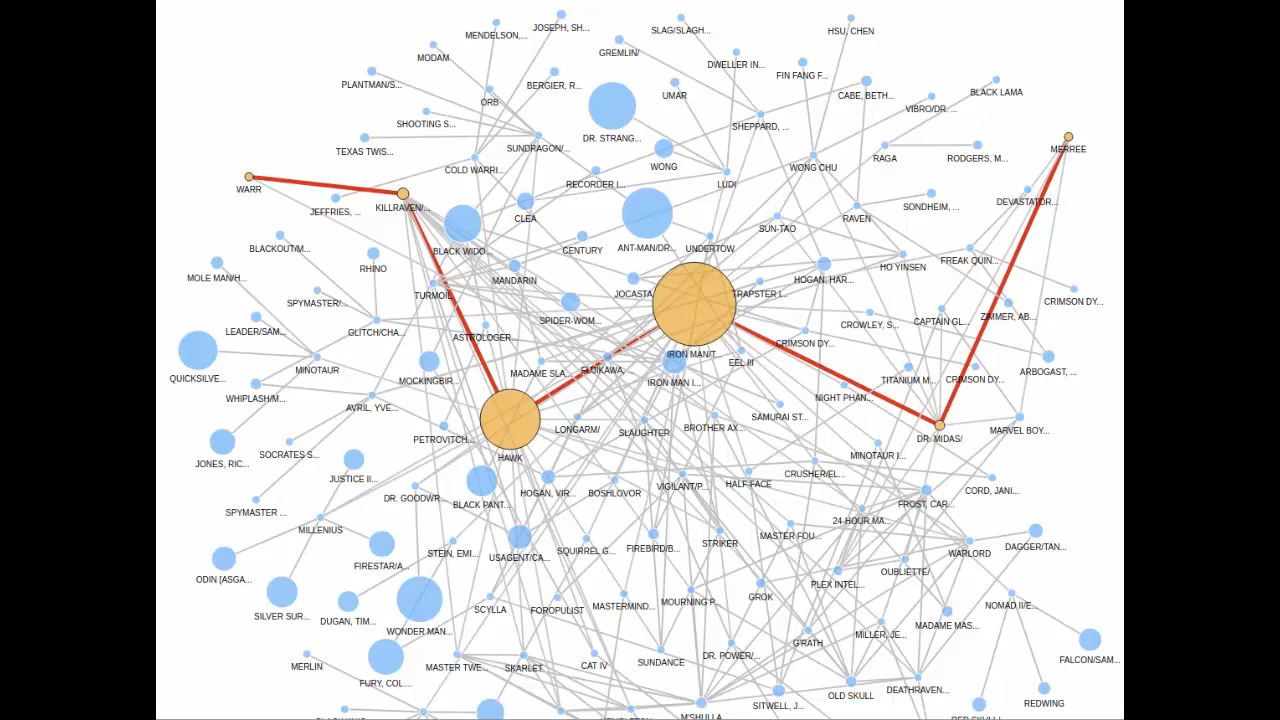 JOSEPH, SH...
MENDELSON,...
SLAG/SLAGH...
HSU, CHEN
GREMLIN/
MODAM
DWELLER IN...
FIN FANG F...
PLANTMAN/S...
BERGIER, R...
UMAR
CABE, BETH...
BLACK LAMA
ORB
VIBRO/DR. ...
SHOOTING S...
SHEPPARD, ...
DR. STRANG...
TEXAS TWIS...
SUNDRAGON/...
MERREE
WONG
WONG CHU
RAGA
RODGERS, M...
COLD WARRI...
RECORDER I...
LUDI
WARR
JEFFRIES, ...
KILLRAVEN/...
CLEA
RAVEN
SONDHEIM, ...
DEVASTATOR...
SUN-TAO
BLACKOUT/M...
BLACK WIDO...
CENTURY
ANT-MAN/DR...
UNDERTOW
FREAK QUIN...
RHINO
HO YINSEN
MOLE MAN/H...
MANDARIN
HOGAN, HAR...
TURMOIL
JOCASTA
TRAPSTER I...
SPYMASTER/...
CRIMSON DY...
SPIDER-WOM...
ZIMMER, AB...
LEADER/SAM...
GLITCH/CHA...
CROWLEY, S...
CAPTAIN GL...
ASTROLOGER...
CRIMSON DY...
IRON MAN/T...
EEL III
MINOTAUR
MADAME SLA...
FUJIKAWA,
ARBOGAST, ...
QUICKSILVE...
MOCKINGBIR...
IRON MAN I...
TITANIUM M...
CRIMSON DY...
WHIPLASH/M...
NIGHT PHAN...
AVRIL, YVE...
SAMURAI ST...
PETROVITCH...
LONGARM/
SLAUGHTER
BROTHER AX...
DR. MIDAS/
MARVEL BOY...
SOCRATES S...
HAWK
MINOTAUR I...
JONES, RIC...
JUSTICE II...
CRUSHER/EL...
HALF-FACE
VIGILANT/P...
CORD, JANI...
DR. GOODWR...
BLACK PANT...
HOGAN, VIR...
BOSHLOVOR
FROST, CAR...
SPYMASTER ...
MILLENIUS
24-HOUR MA...
MASTER FOU...
STEIN, EMI...
USAGENT/CA...
SQUIRREL G...
FIREBIRD/B...
STRIKER
WARLORD
DAGGER/TAN...
FIRESTAR/A...
OUBLIETTE/
ODIN [ASGA...
PLEX INTEL...
GROK
MOURNING P...
SILVER SUR...
DUGAN, TIM...
SCYLLA
FOROPULIST
MASTERMIND...
NOMAD II/E...
WONDER MAN...
MADAME MAS...
MILLER, JE...
G'RATH
DR. POWER/...
MERLIN
MASTER TWE...
SKARLET
CAT IV
SUNDANCE
FALCON/SAM...
FURY, COL....
OLD SKULL
DEATHRAVEN...
SITWELL, J...
REDWING
M'SHULLA